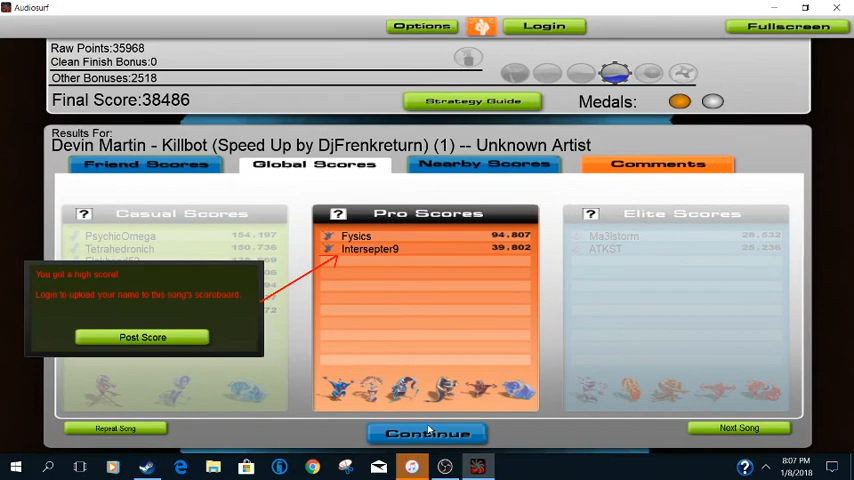 Audiosurf
Options
Login
Fullscreen
Raw Points:35968
Clean Finish Bonus:0
Other Bonuses:2518
Final Score:38486
Strategy Guide
Medals:
Results For:
Devin Martin - Killbot (Speed Up by DjFrenkreturn) (1) -- Unknown Artist
Friend Scores
Global Scores
Nearby Scores
Comments
? Casual Scores
PsychicOmega 154,197
Tetrahedronich 150,736
You got a high score!
Login to upload your name to this song's scoreboard.
Post Score
? Pro Scores
Fysics 94.807
Intersepter9 39.802
? Elite Scores
Ma3lstorm 28,532
ATKST 25,236
Repeat Song
Continue
Next Song
8:07 PM
1/8/2018